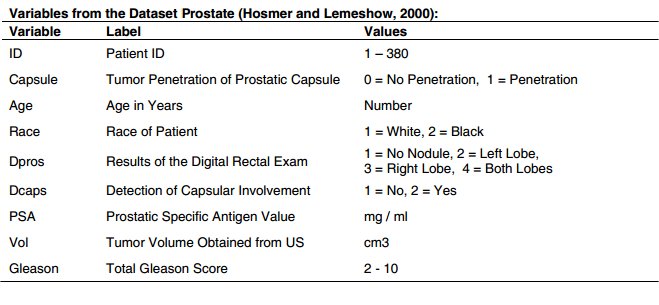 Variables from the Dataset Prostate (Hosmer and Lemeshow, 2000):
Variable Label Values
ID Patient ID 1 – 380
Capsule Tumor Penetration of Prostatic Capsule 0 = No Penetration, 1 = Penetration
Age Age in Years Number
Race Race of Patient 1 = White, 2 = Black
Dpros Results of the Digital Rectal Exam 1 = No Nodule, 2 = Left Lobe,
3 = Right Lobe, 4 = Both Lobes
Dcaps Detection of Capsular Involvement 1 = No, 2 = Yes
PSA Prostatic Specific Antigen Value mg / ml
Vol Tumor Volume Obtained from US cm3
Gleason Total Gleason Score 2 - 10